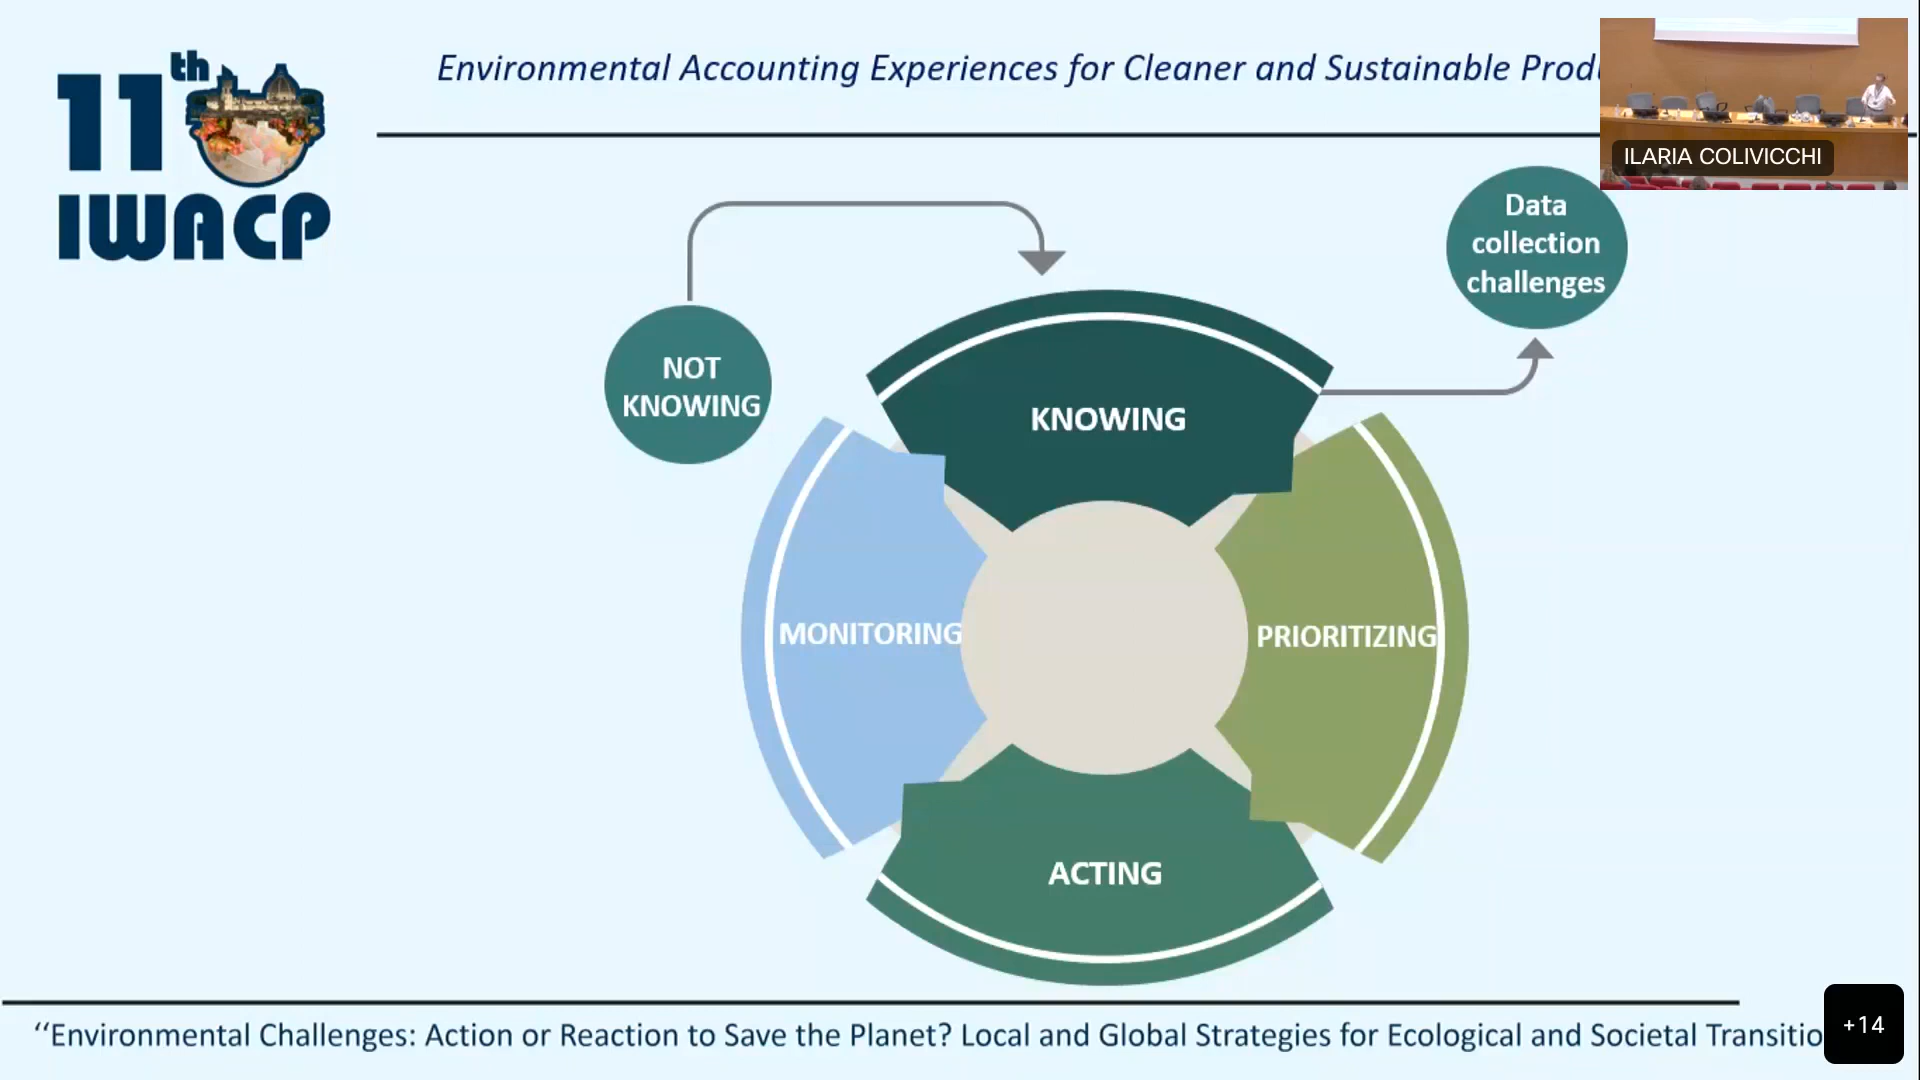 11th
IWACP
Environmental Accounting Experiences for Cleaner and Sustainable Produ
ILARIA COLIVICCHI
Data
collection
challenges
NOT
KNOWING
KNOWING
MONITORING
PRIORITIZING
ACTING
‘‘Environmental Challenges: Action or Reaction to Save the Planet? Local and Global Strategies for Ecological and Societal Transitio
+14